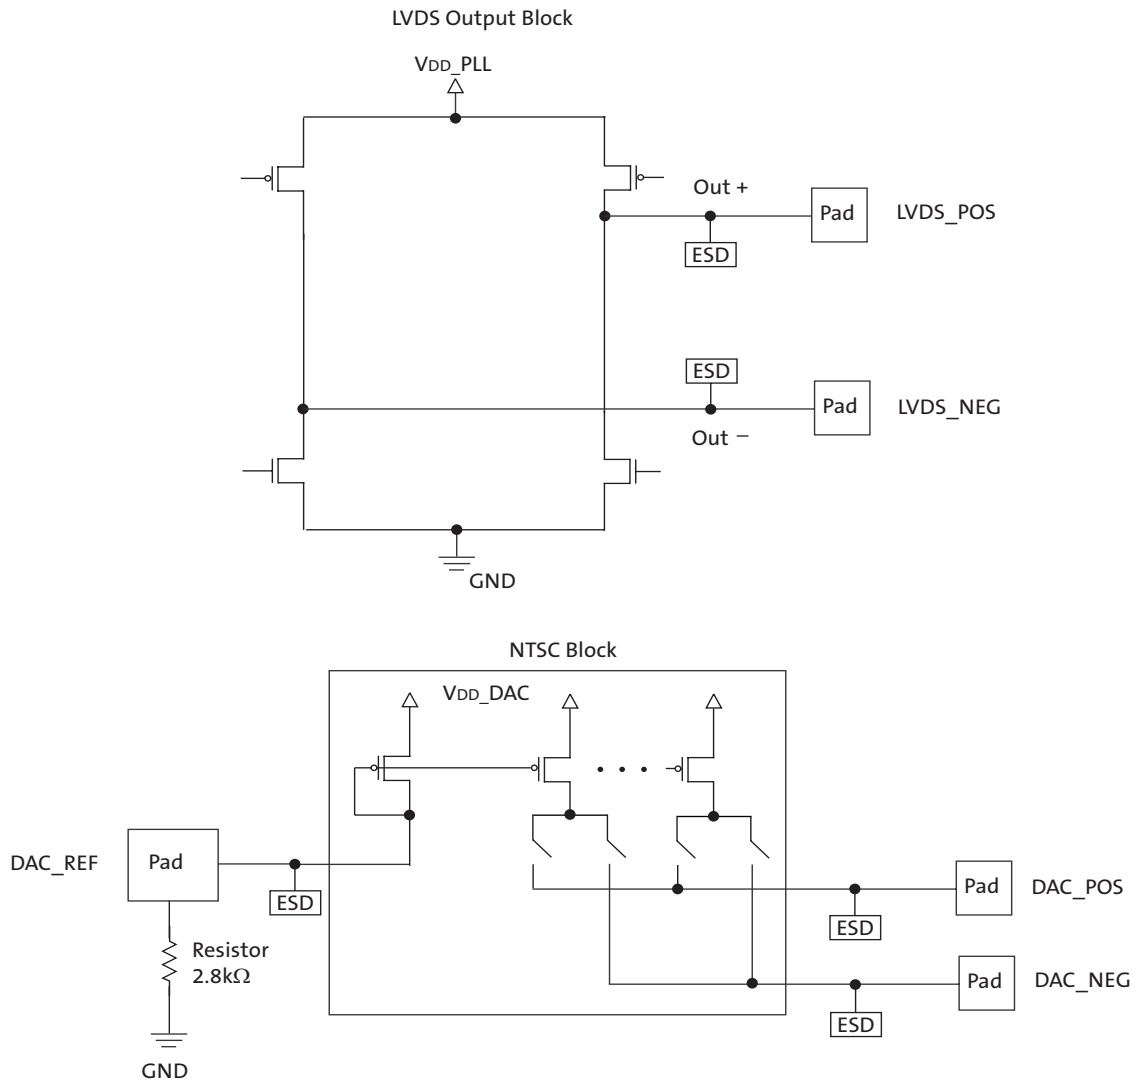 LVDS Output Block
VDD_PLL
Out +
Pad
LVDS_POS
ESD
ESD
Pad
LVDS_NEG
Out −
GND
NTSC Block
VDD_DAC
DAC_REF
Pad
ESD
Pad
DAC_POS
ESD
Resistor
2.8kΩ
Pad
DAC_NEG
ESD
GND